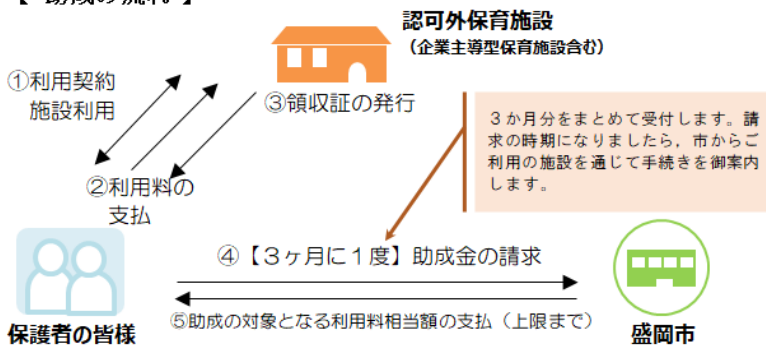 【 助成の流れ 】
認可外保育施設
(企業主導型保育施設含む)
①利用契約
施設利用
③領収証の発行
3か月分をまとめて受付します。請
求の時期になりましたら,市からご
利用の施設を通じて手続きを御案内
します。
②利用料の
支払
④【3ヶ月に1度】助成金の請求
⑤助成の対象となる利用料相当額の支払(上限まで)
保護者の皆様
盛岡市